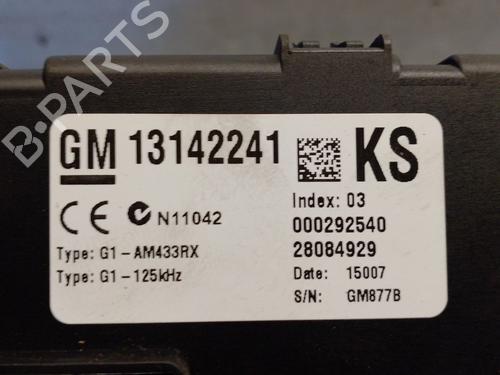 B-PARTS
GM 13142241 KS
CE N11042
Index: 03
000292540
Type: G1-AM433RX
28084929
Type: G1-125kHz
Date: 15007
S/N: GM877B